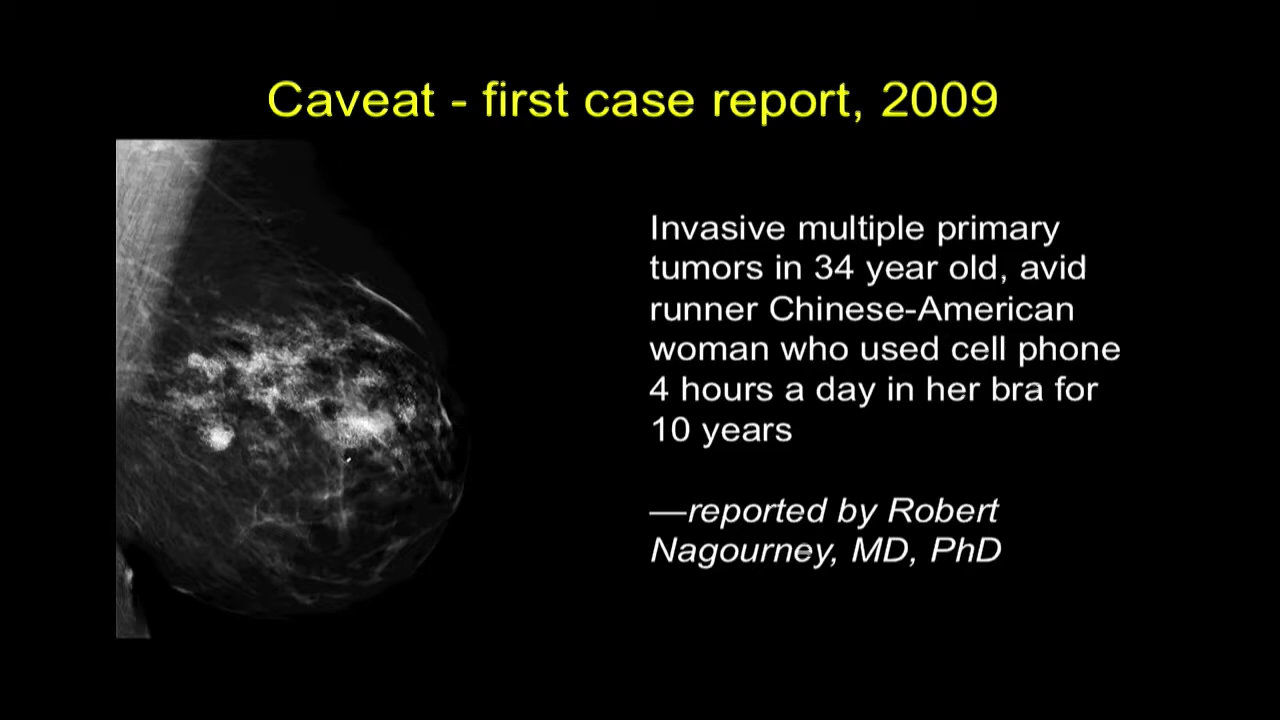 Caveat - first case report, 2009
Invasive multiple primary
tumors in 34 year old, avid
runner Chinese-American
woman who used cell phone
4 hours a day in her bra for
10 years
—reported by Robert
Nagourney, MD, PhD